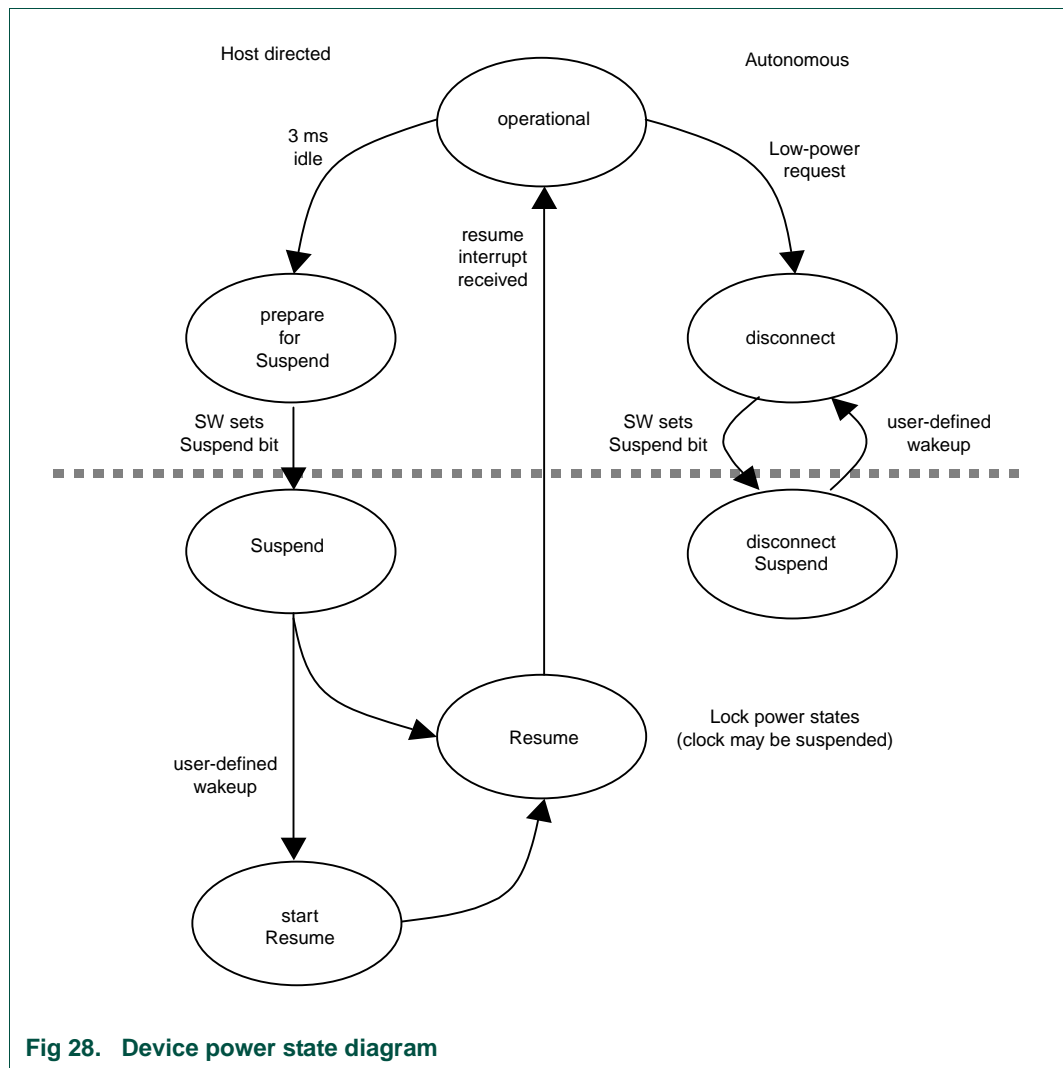 Host directed
Autonomous
operational
3 ms
idle
Low-power
request
resume
interrupt
received
prepare
for
Suspend
disconnect
SW sets
Suspend bit
SW sets
Suspend bit
user-defined
wakeup
Suspend
disconnect
Suspend
Resume
Lock power states
(clock may be suspended)
user-defined
wakeup
start
Resume
Fig 28. Device power state diagram